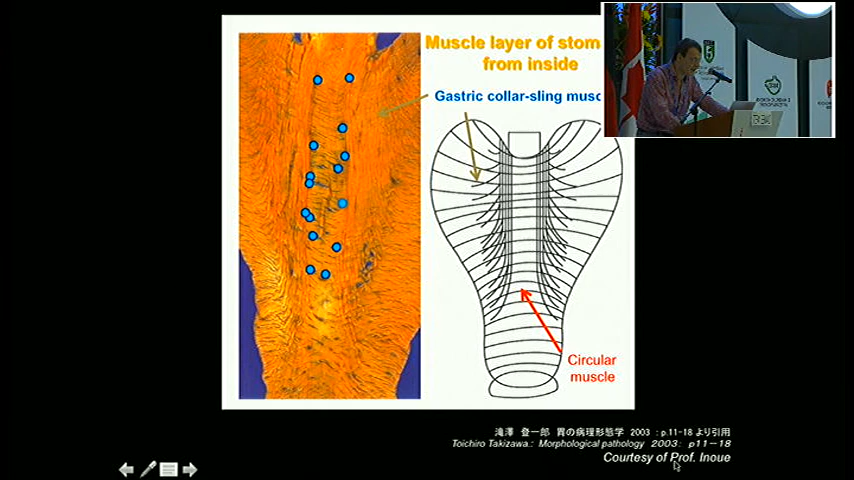 Muscle layer of stom
from inside
Gastric collar-sling musc
Circular
muscle
滝澤 登一郎 胃の病理形態学 2003 : p.11-18 より引用
Toichiro Takizawa.: Morphological pathology 2003: p11-18
Courtesy of Prof. Inoue